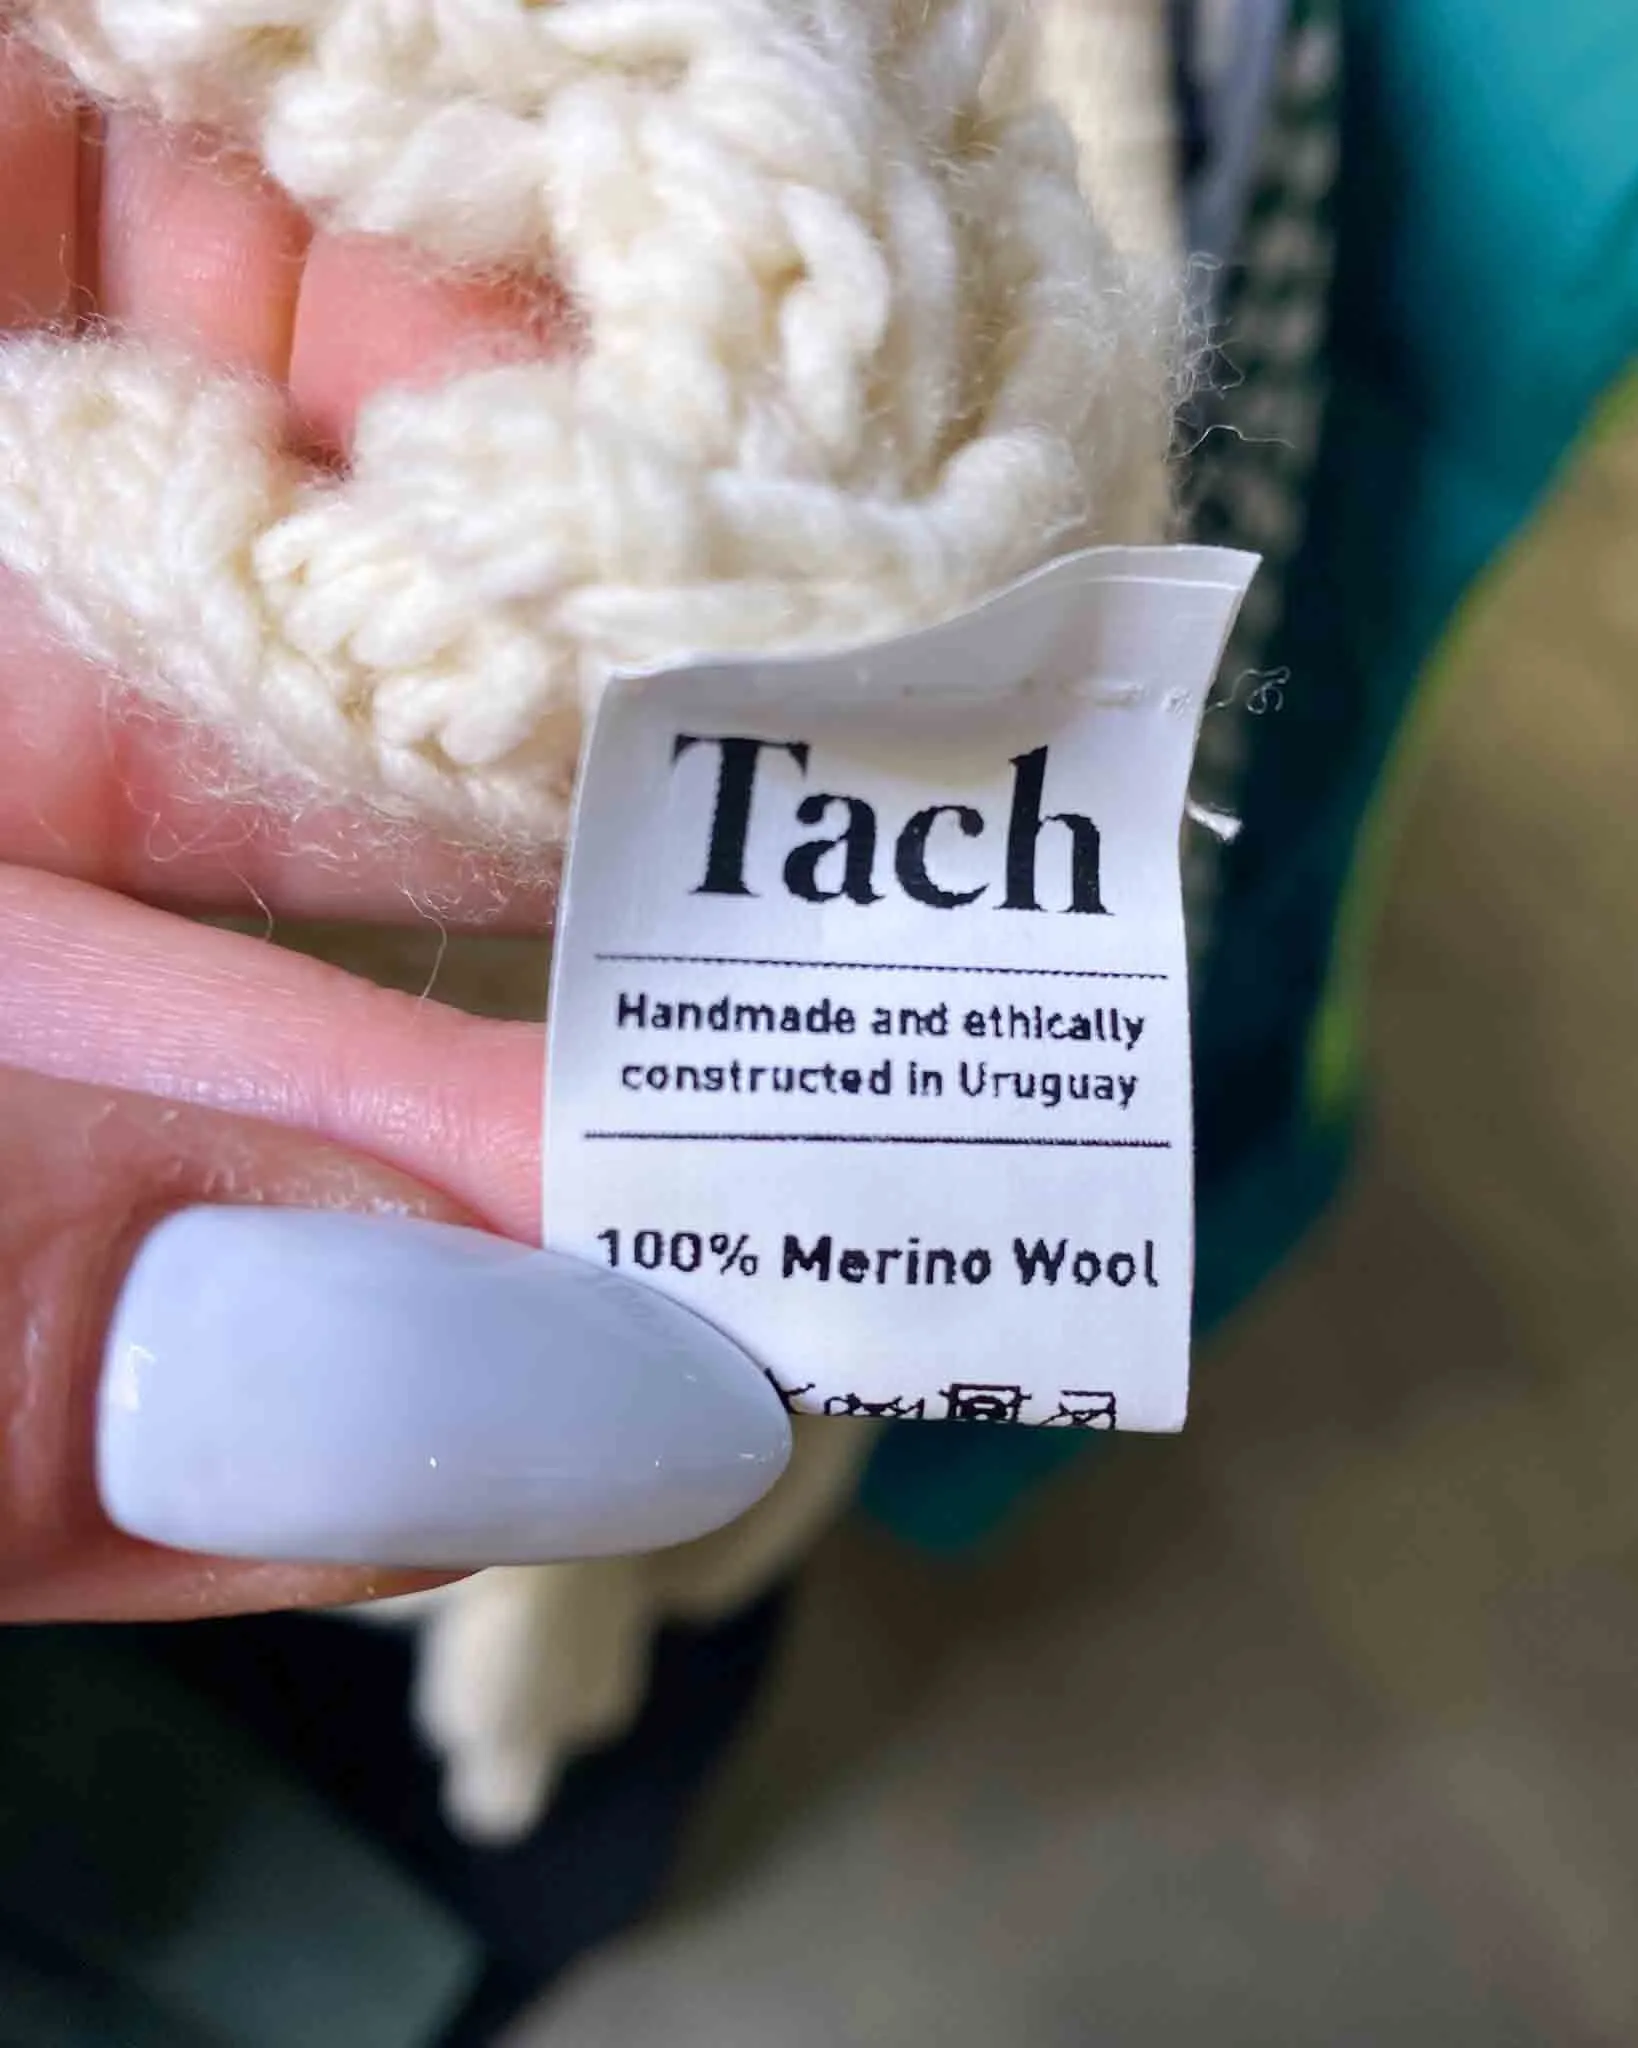 Tach
Handmade and ethically
constructed in Uruguay
100% Merino Wool